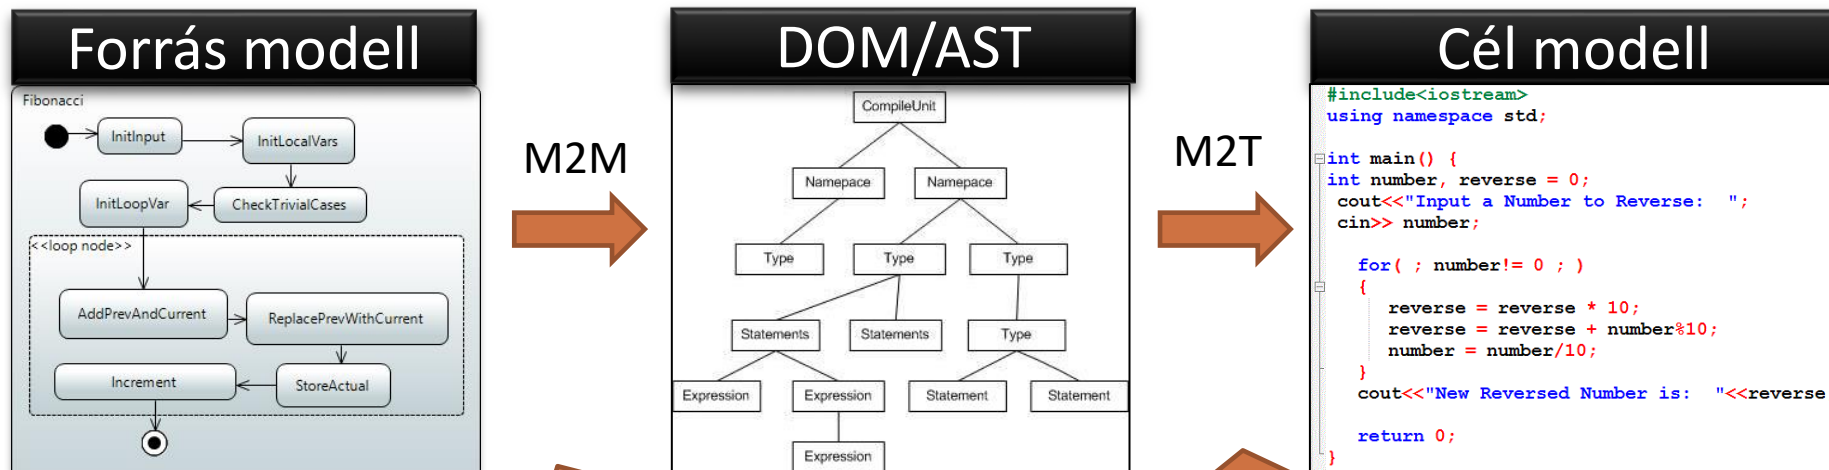 Forrás modell
Fibonacci
InitInput
InitLocalVars
InitLoopVar
CheckTrivialCases
<<loop node>>
AddPrevAndCurrent
ReplacePrevWithCurrent
Increment
StoreActual
M2M
DOM/AST
CompileUnit
Namepace
Namepace
Type
Type
Type
Statements
Statements
Type
Expression
Expression
Statement
Statement
Expression
M2T
Cél modell
#include<iostream>
using namespace std;
int main() {
int number, reverse = 0;
cout<<"Input a Number to Reverse:  ";
cin>> number;
for( ; number!= 0 ; )
{
reverse = reverse * 10;
reverse = reverse + number%10;
number = number/10;
}
cout<<"New Reversed Number is:  "<<reverse
return 0;
}